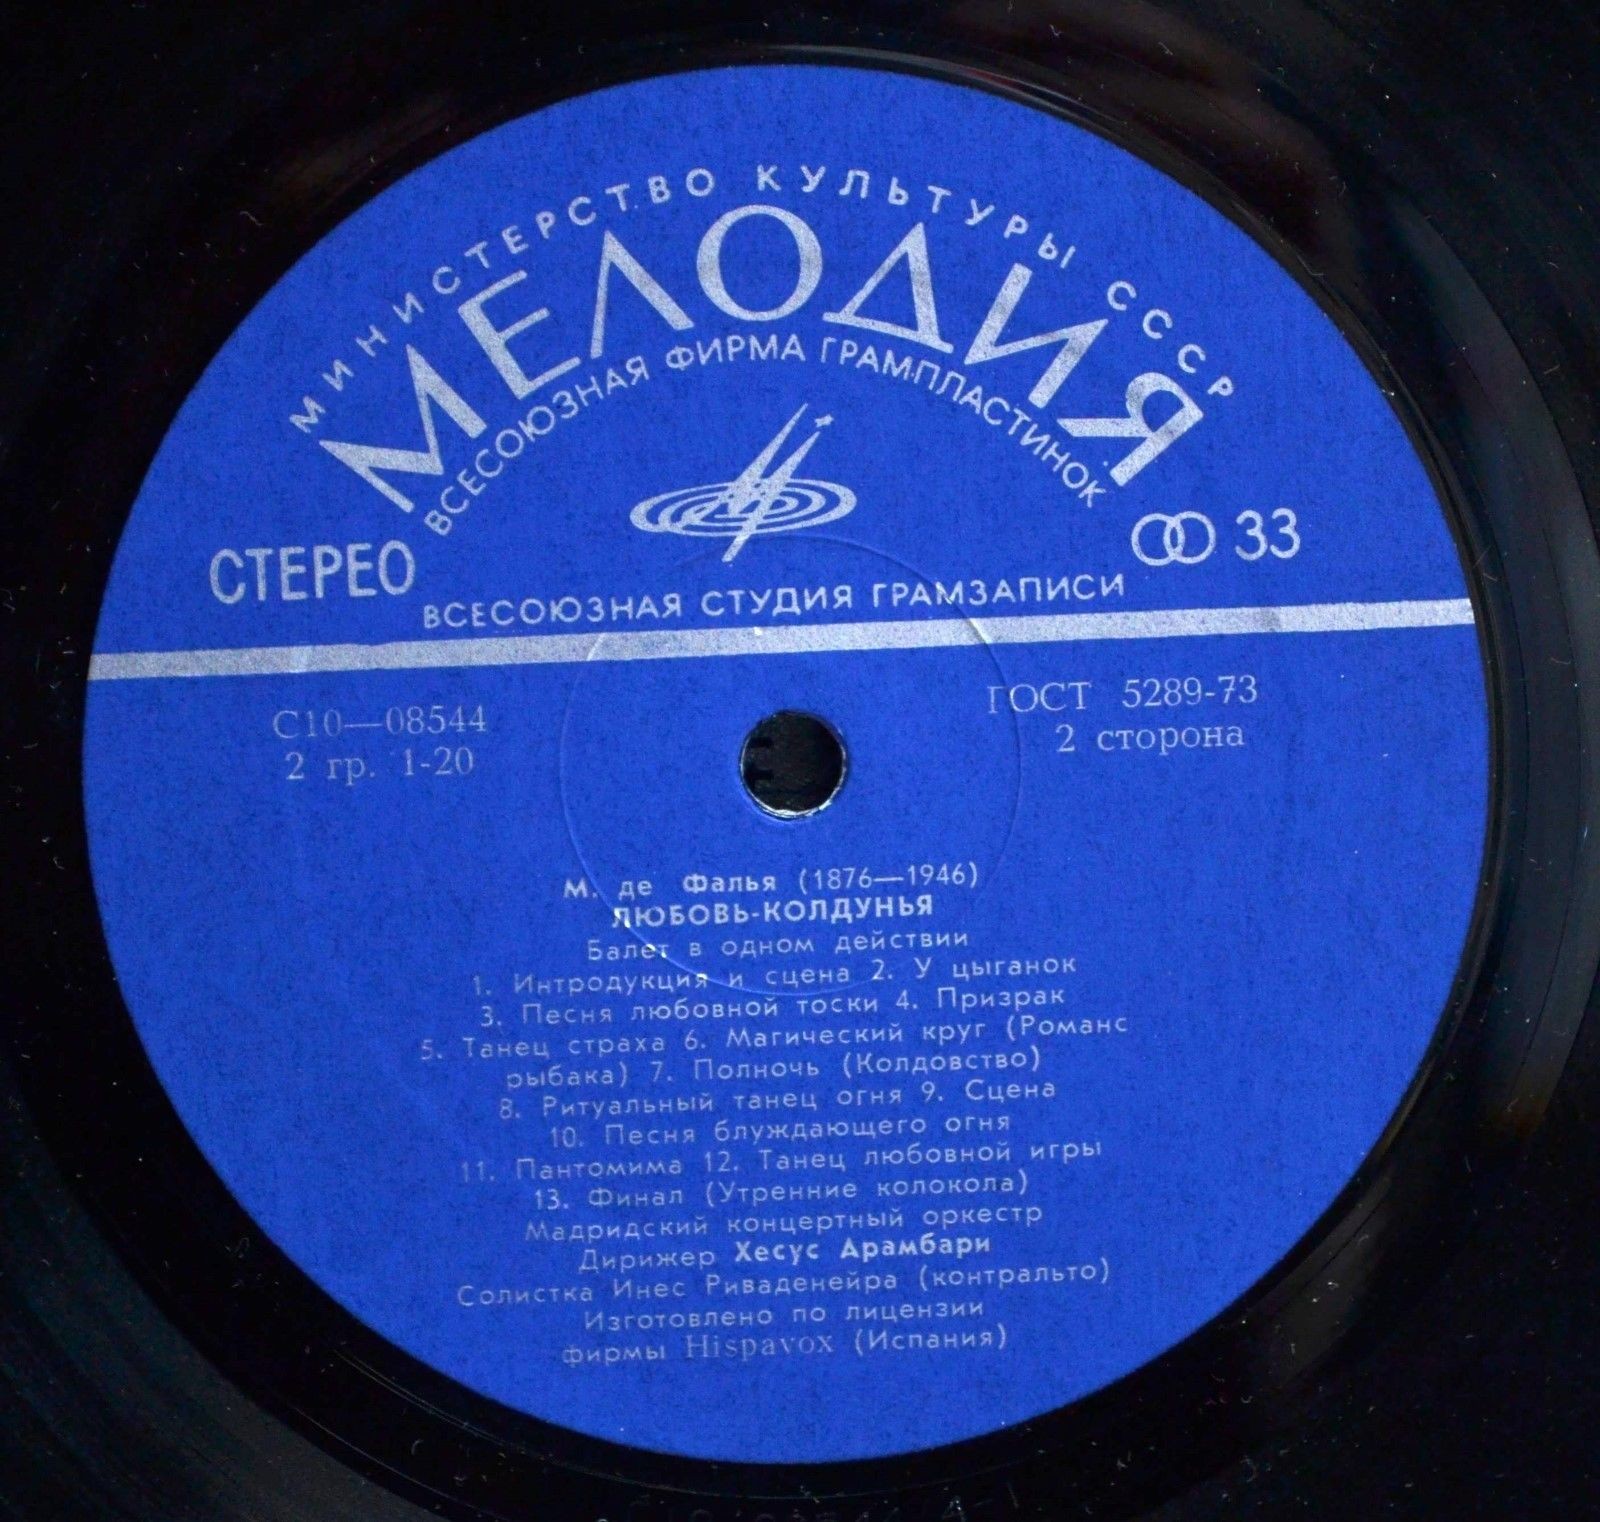 МИНИСТЕРСТВО КУЛЬТУРЫ СССР
МЕЛОДИЯ
ВСЕСОЮЗНАЯ ФИРМА ГРАМПЛАСТИНОК
СТЕРЕО
33
ВСЕСОЮЗНАЯ СТУДИЯ ГРАМЗАПИСИ
С10—08544
ГОСТ 5289-73
2 гр. 1-20
2 сторона
М. де Фалья (1876—1946)
ЛЮБОВЬ-КОЛДУНЬЯ
Балет в одном действии
1. Интродукция и сцена 2. У цыганок
3. Песня любовной тоски 4. Призрак
5. Танец страха 6. Магический круг (Романс
рыбака) 7. Полночь (Колдовство)
8. Ритуальный танец огня 9. Сцена
10. Песня блуждающего огня
11. Пантомима 12. Танец любовной игры
13. Финал (Утренние колокола)
Мадридский концертный оркестр
Дирижер Хесус Арамбари
Солистка Инес Риваденейра (контральто)
Изготовлено по лицензии
фирмы Hispavox (Испания)